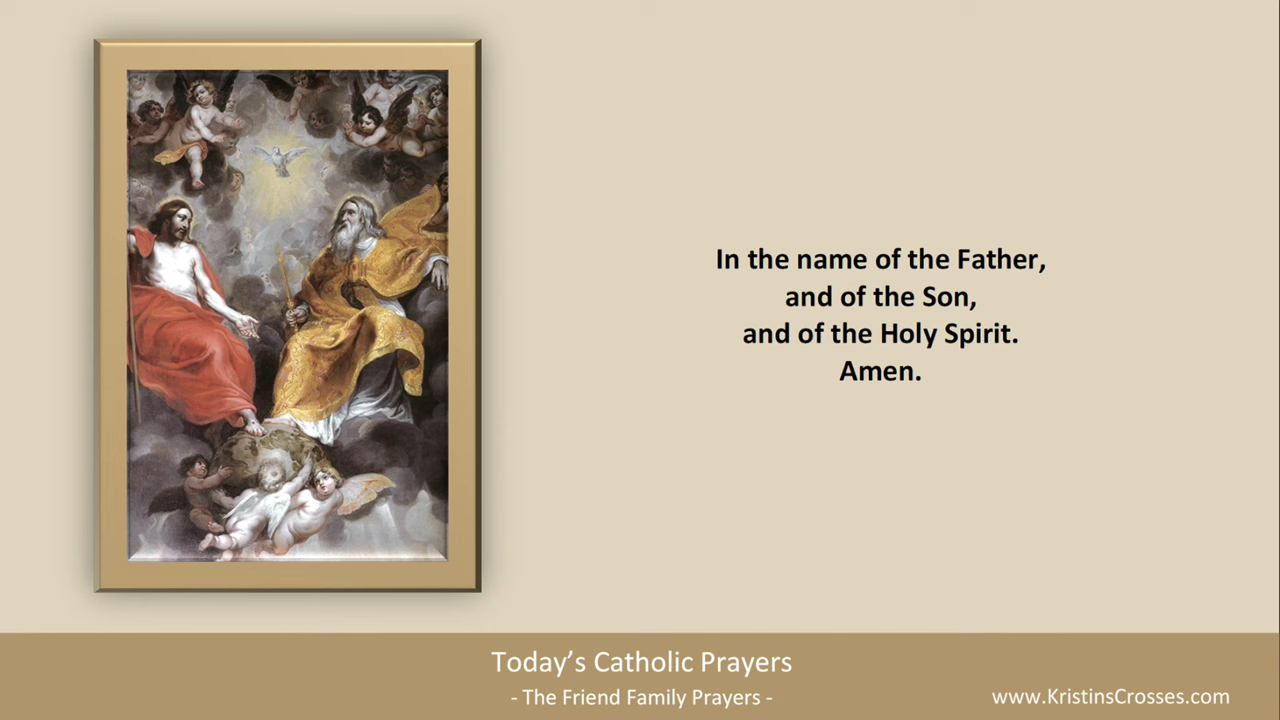 In the name of the Father,
and of the Son,
and of the Holy Spirit.
Amen.
Today’s Catholic Prayers
- The Friend Family Prayers -
www.KristinsCrosses.com